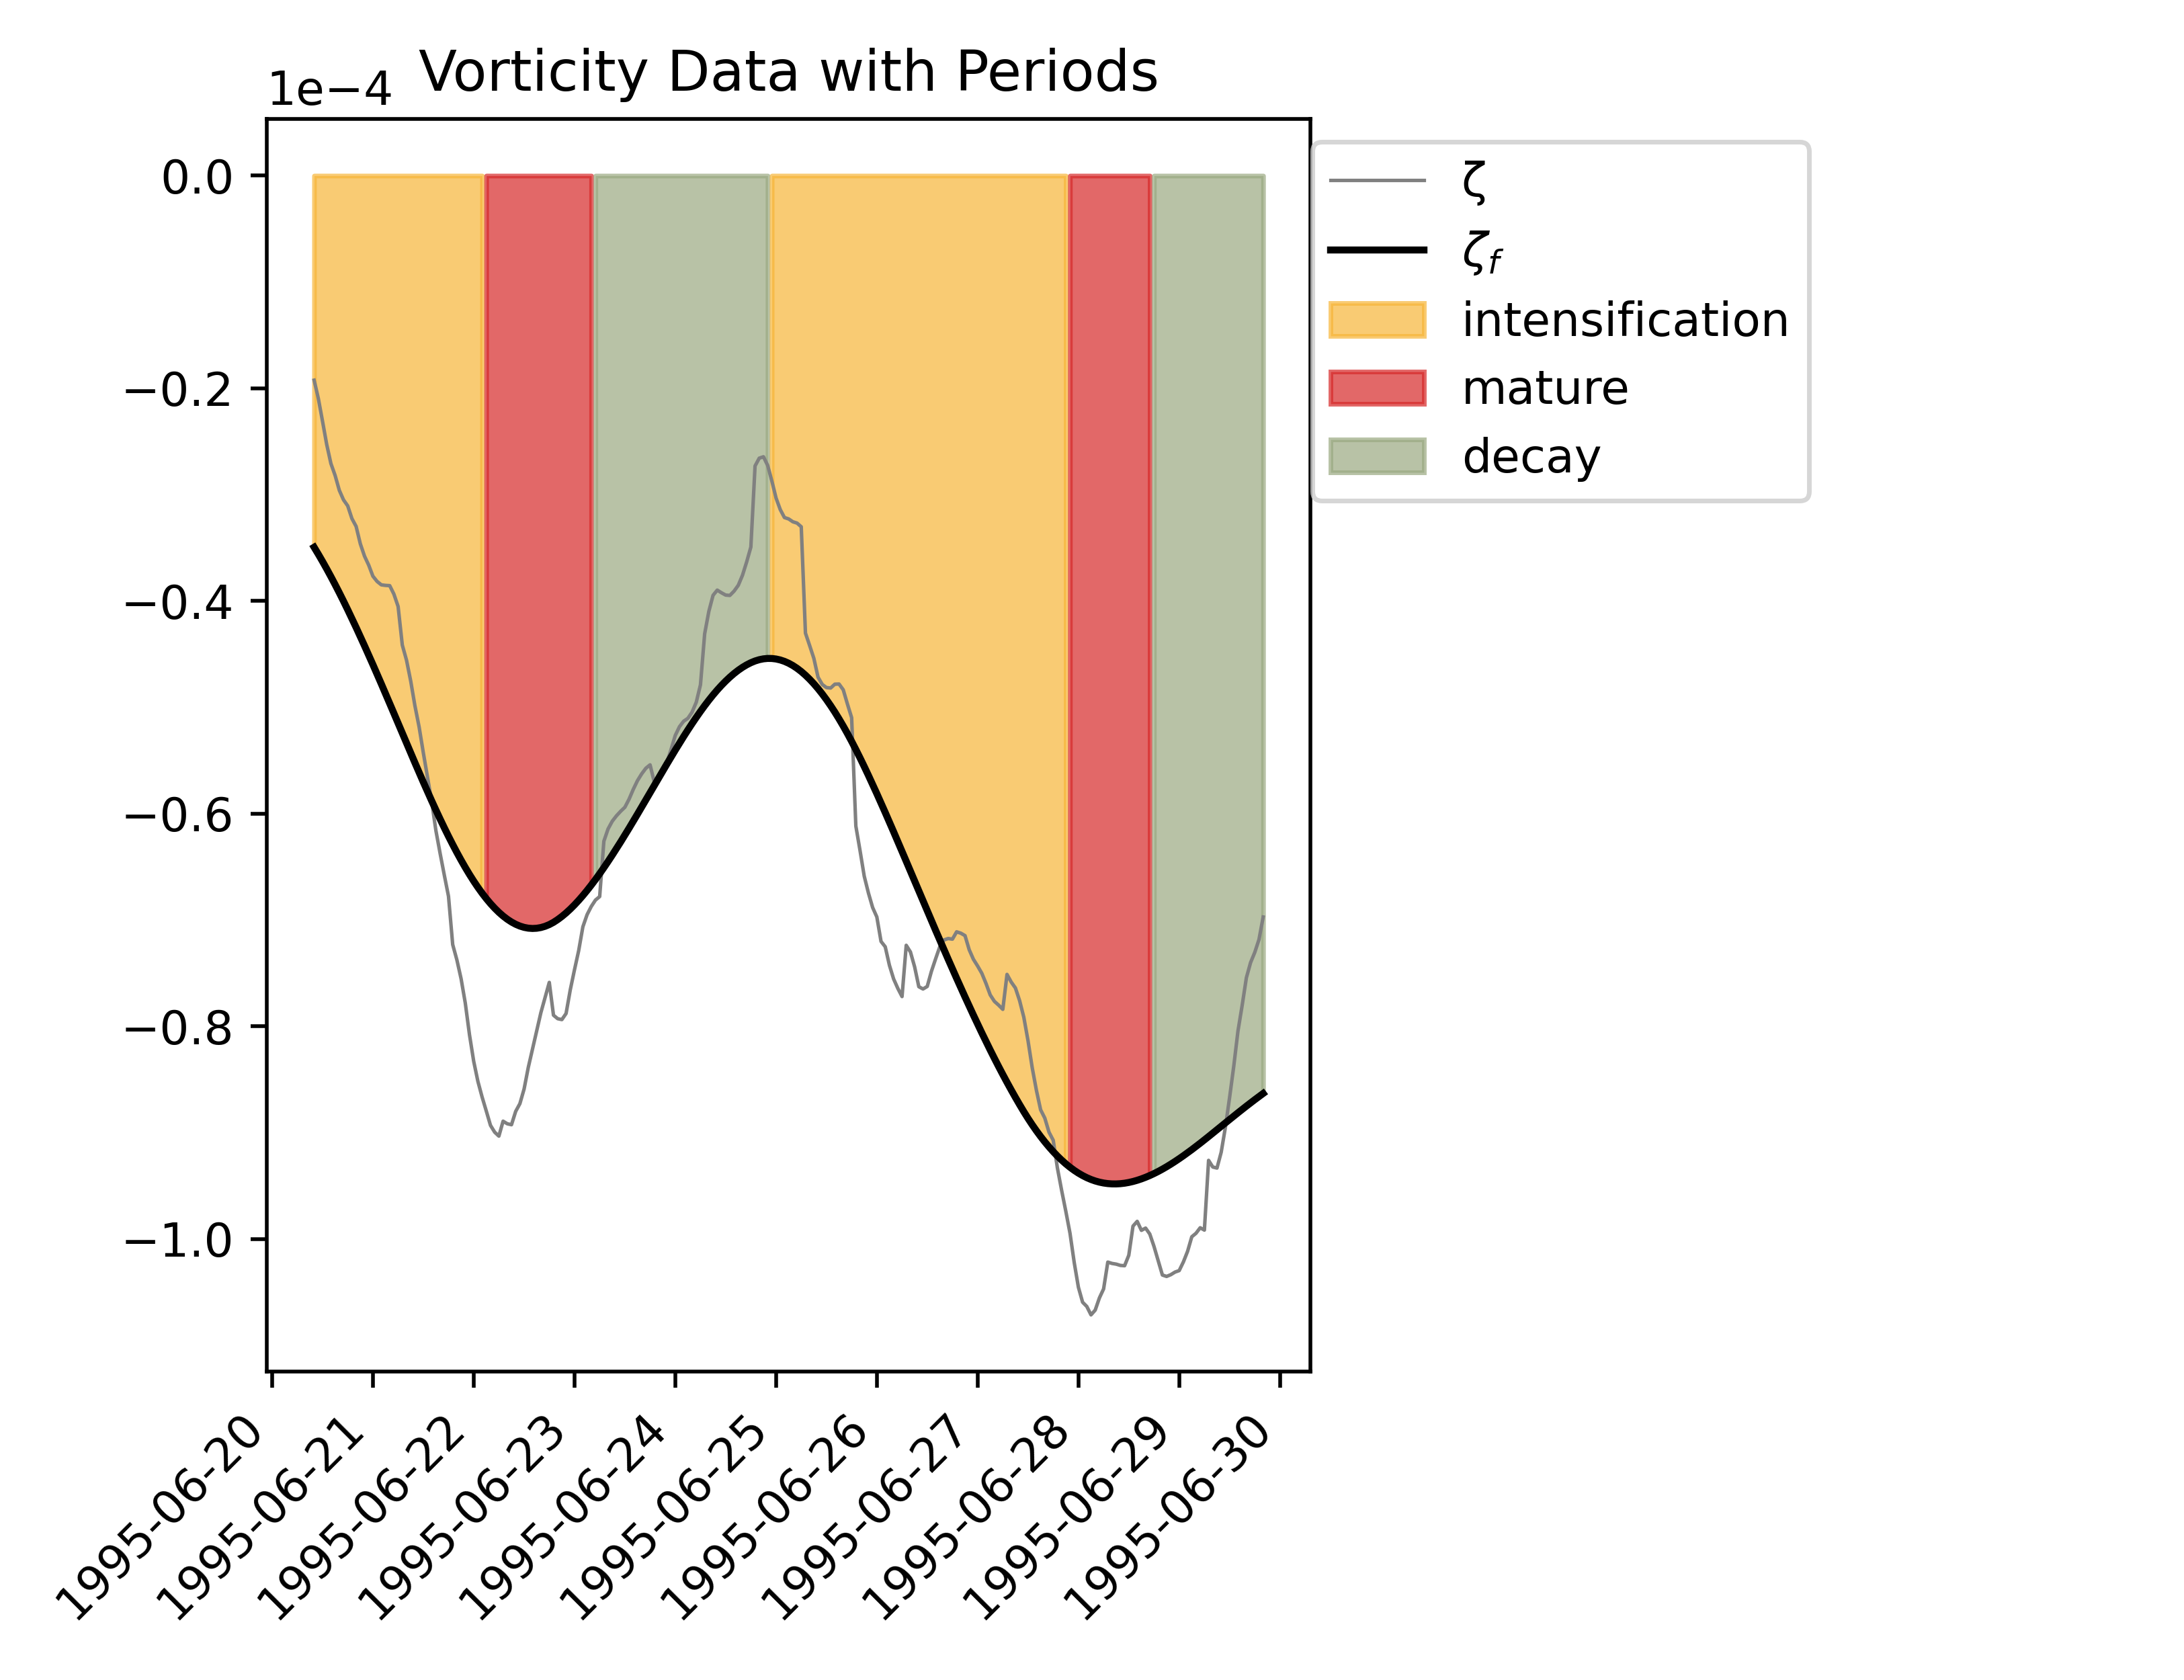 Vorticity Data with Periods
1e−4
0.0
−0.2
−0.4
−0.6
−0.8
−1.0
ζ
ζf
intensification
mature
decay
1995-06-20
1995-06-21
1995-06-22
1995-06-23
1995-06-24
1995-06-25
1995-06-26
1995-06-27
1995-06-28
1995-06-29
1995-06-30